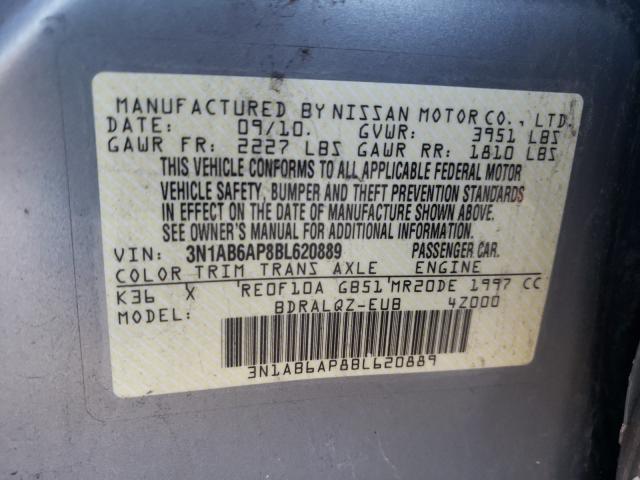 MANUFACTURED BY NISSAN MOTOR CO., LTD.
DATE: 09/10. GVWR: 3951 LBS
GAWR FR: 2227 LBS GAWR RR: 1810 LBS
THIS VEHICLE CONFORMS TO ALL APPLICABLE FEDERAL MOTOR
VEHICLE SAFETY, BUMPER AND THEFT PREVENTION STANDARDS
IN EFFECT ON THE DATE OF MANUFACTURE SHOWN ABOVE.
SEE OWNER'S MANUAL FOR ADDITIONAL INFORMATION.
VIN: 3N1AB6AP8BL620889 PASSENGER CAR.
COLOR TRIM TRANS AXLE ENGINE
K36 X 'RE0F10A GB51'MR20DE 1997 CC
MODEL: BDRALQZ-EUB 4Z000
3N1AB6AP8BL620889